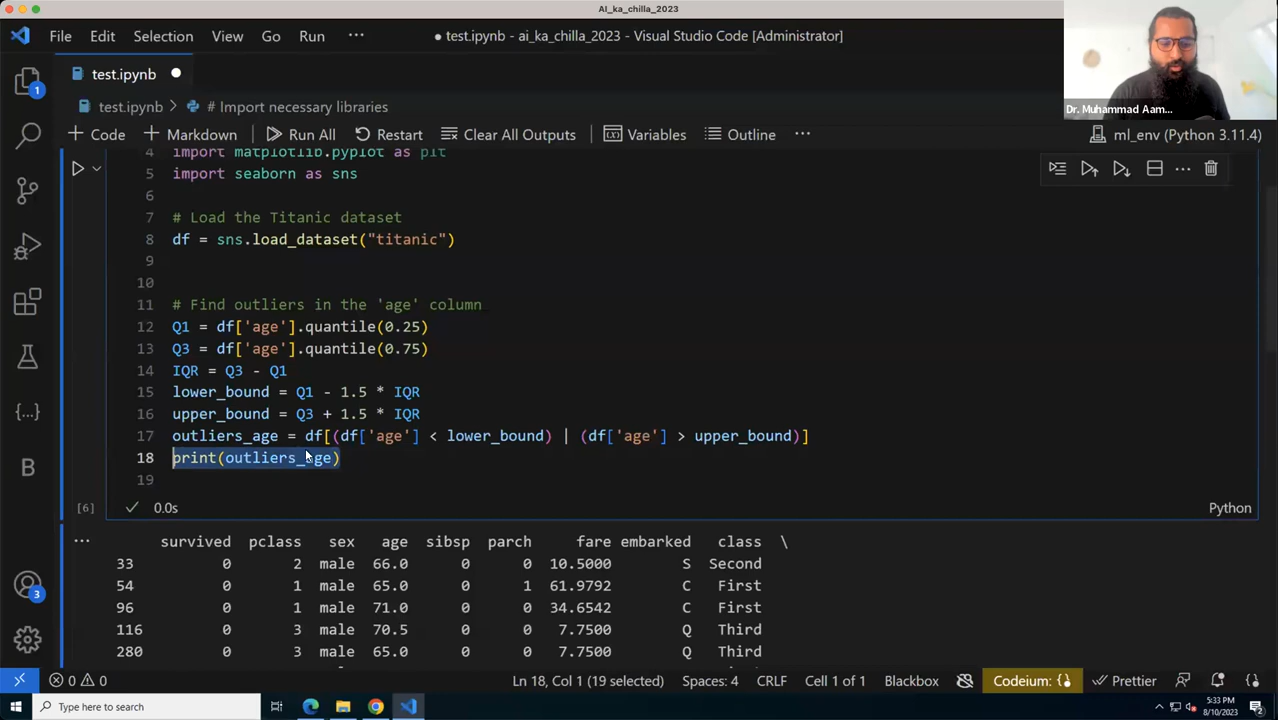 AI_ka_chilla_2023
File Edit Selection View Go Run ··· ● test.ipynb - ai_ka_chilla_2023 - Visual Studio Code [Administrator]
test.ipynb ●
test.ipynb > # Import necessary libraries
+ Code + Markdown Run All Restart Clear All Outputs Variables Outline ··· ml_env (Python 3.11.4)
Dr. Muhammad Aam...
4 import matplotlib.pyplot as plt
5 import seaborn as sns
6
7 # Load the Titanic dataset
8 df = sns.load_dataset("titanic")
9
10
11 # Find outliers in the 'age' column
12 Q1 = df['age'].quantile(0.25)
13 Q3 = df['age'].quantile(0.75)
14 IQR = Q3 - Q1
15 lower_bound = Q1 - 1.5 * IQR
16 upper_bound = Q3 + 1.5 * IQR
17 outliers_age = df[(df['age'] < lower_bound) | (df['age'] > upper_bound)]
18 print(outliers_age)
19
[6] 0.0s Python
··· survived pclass sex age sibsp parch fare embarked class \
33 0 2 male 66.0 0 0 10.5000 S Second
54 0 1 male 65.0 0 1 61.9792 C First
96 0 1 male 71.0 0 0 34.6542 C First
116 0 3 male 70.5 0 0 7.7500 Q Third
280 0 3 male 65.0 0 0 7.7500 Q Third
1
B
3
0 0 Ln 18, Col 1 (19 selected) Spaces: 4 CRLF Cell 1 of 1 Blackbox Codeium: {} Prettier
Type here to search 5:33 PM
8/10/2023
2